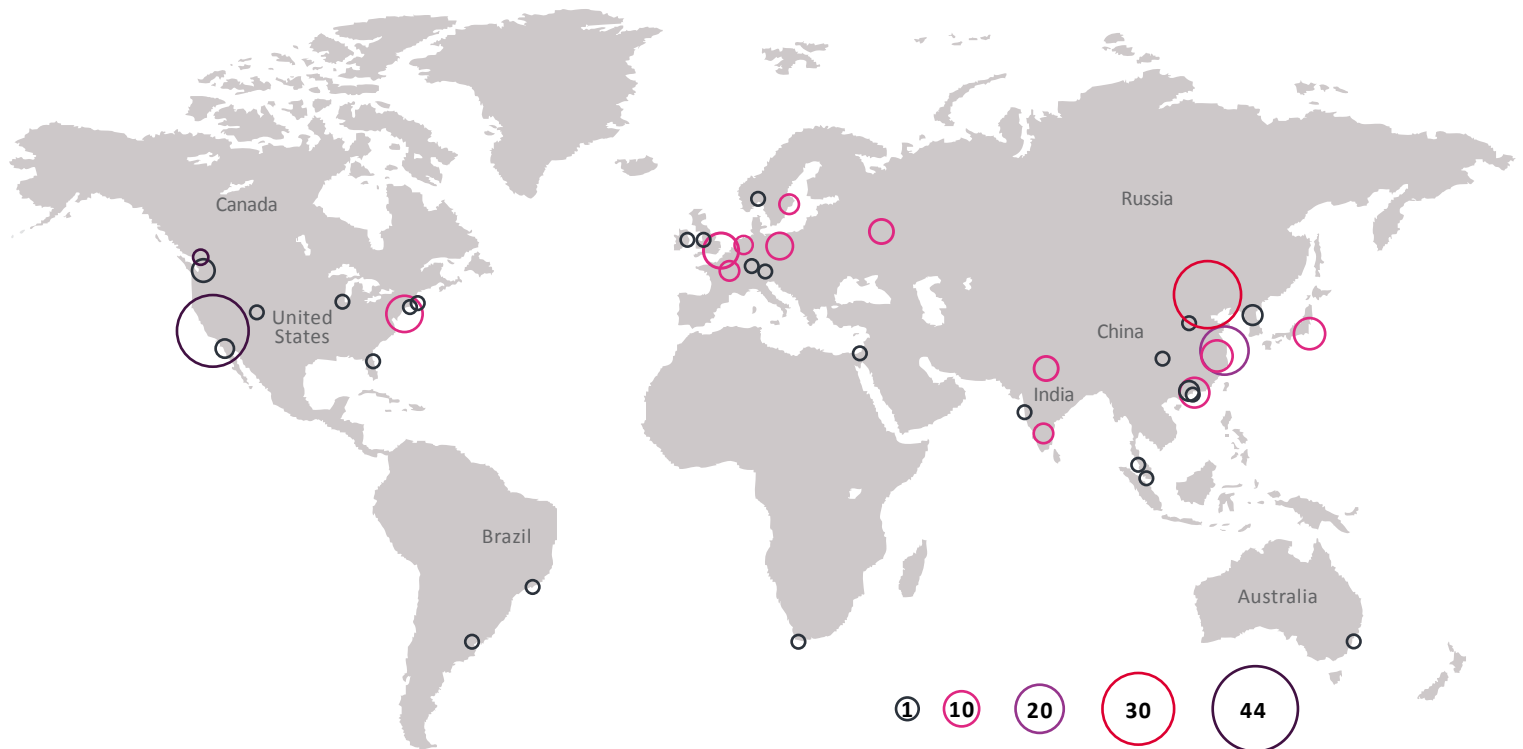 Canada
Russia
United
States
China
India
Brazil
Australia
1
10
20
30
44